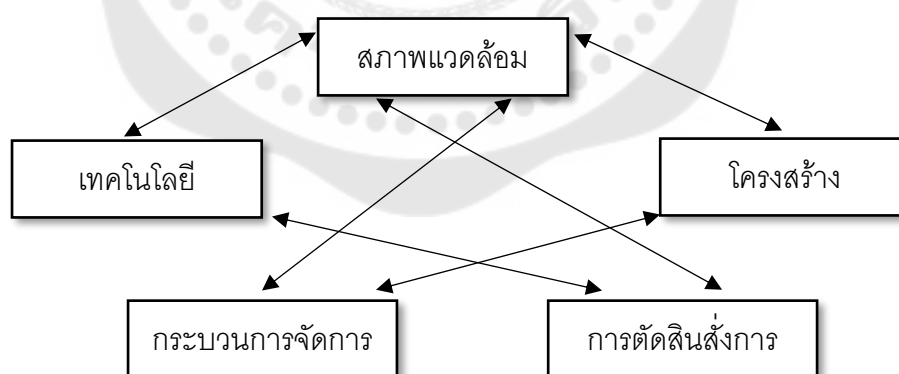 สภาพแวดล้อม
เทคโนโลยี
โครงสร้าง
กระบวนการจัดการ
การตัดสินสั่งการ